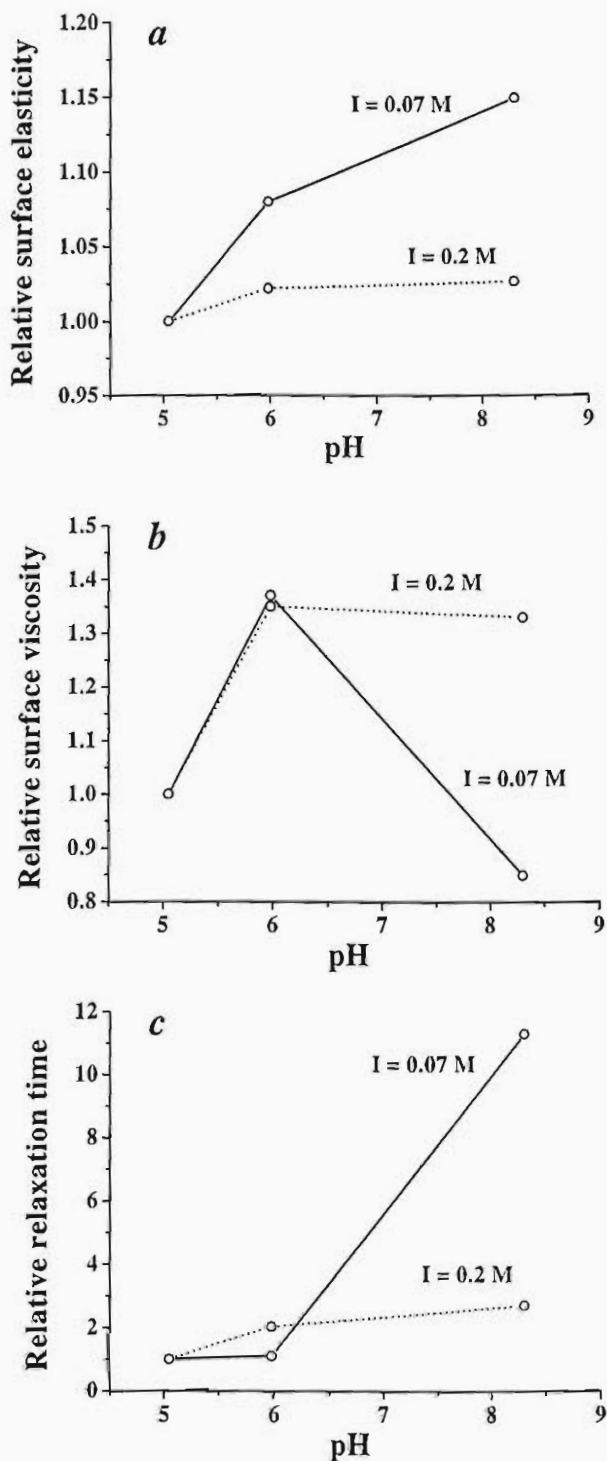 a
1.20
1.15
1.10
1.05
1.00
0.95
Relative surface elasticity
I = 0.07 M
I = 0.2 M
5 6 7 8 9
pH
b
1.5
1.4
1.3
1.2
1.1
1.0
0.9
0.8
Relative surface viscosity
I = 0.2 M
I = 0.07 M
5 6 7 8 9
pH
c
12
10
8
6
4
2
0
Relative relaxation time
I = 0.07 M
I = 0.2 M
5 6 7 8 9
pH